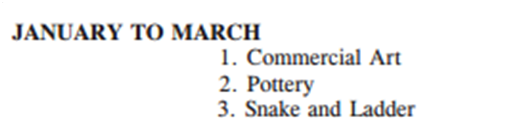 JANUARY TO MARCH
1. Commercial Art
2. Pottery
3. Snake and Ladder